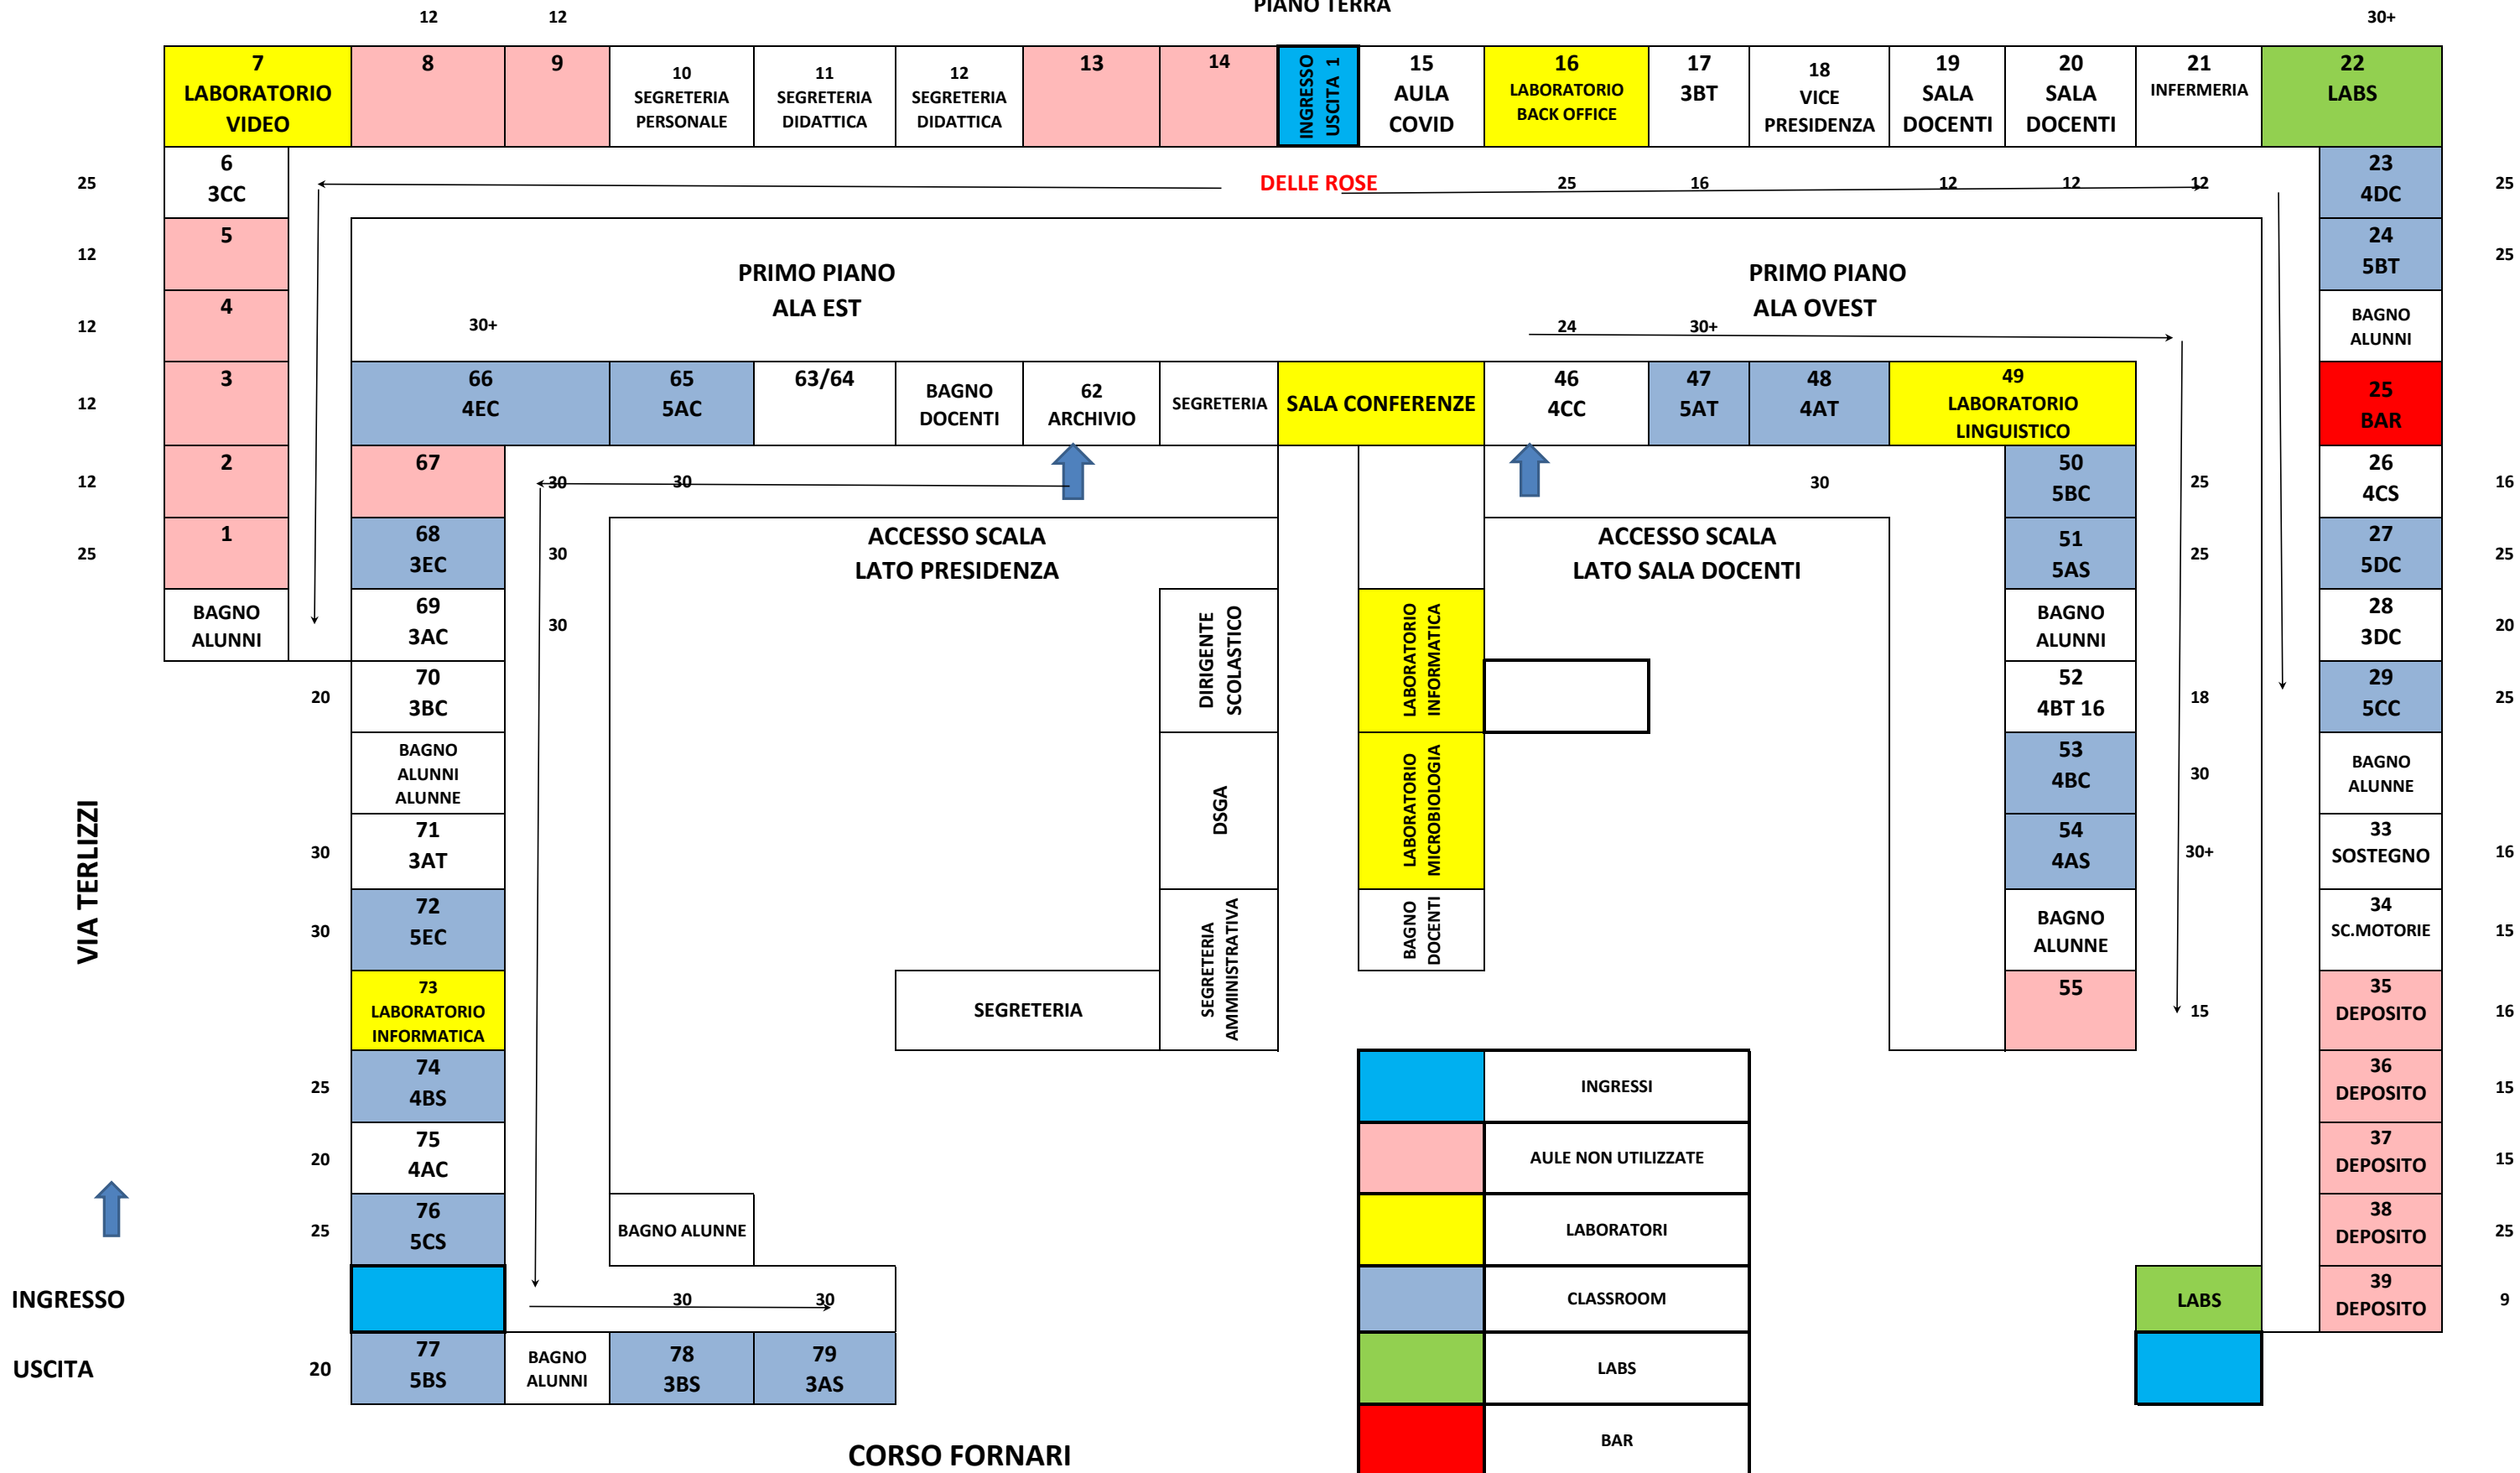 PIANO TERRA
12 12 30+
7 LABORATORIO VIDEO
8
9
10 SEGRETERIA PERSONALE
11 SEGRETERIA DIDATTICA
12 SEGRETERIA DIDATTICA
13
14
INGRESSO USCITA 1
15 AULA COVID
16 LABORATORIO BACK OFFICE
17 3BT
18 VICE PRESIDENZA
19 SALA DOCENTI
20 SALA DOCENTI
21 INFERMERIA
22 LABS
25
6 3CC
DELLE ROSE
25 16 12 12 12
23 4DC
25
12
5
24 5BT
25
PRIMO PIANO
ALA EST
PRIMO PIANO
ALA OVEST
12
4
30+
24 30+
BAGNO ALUNNI
12
3
66 4EC
65 5AC
63/64
BAGNO DOCENTI
62 ARCHIVIO
SEGRETERIA
SALA CONFERENZE
46 4CC
47 5AT
48 4AT
49 LABORATORIO LINGUISTICO
25 BAR
12
2
67
30 30
30
50 5BC
25
26 4CS
16
25
1
68 3EC
30
ACCESSO SCALA
LATO PRESIDENZA
ACCESSO SCALA
LATO SALA DOCENTI
51 5AS
25
27 5DC
25
BAGNO ALUNNI
69 3AC
30
DIRIGENTE SCOLASTICO
LABORATORIO INFORMATICA
BAGNO ALUNNI
28 3DC
20
20
70 3BC
52 4BT 16
18
29 5CC
25
VIA TERLIZZI
BAGNO ALUNNI ALUNNE
DSGA
LABORATORIO MICROBIOLOGIA
53 4BC
30
BAGNO ALUNNE
30
71 3AT
54 4AS
30+
33 SOSTEGNO
16
30
72 5EC
SEGRETERIA AMMINISTRATIVA
BAGNO DOCENTI
BAGNO ALUNNE
34 SC.MOTORIE
15
73 LABORATORIO INFORMATICA
SEGRETERIA
55
15
35 DEPOSITO
16
25
74 4BS
INGRESSI
36 DEPOSITO
15
20
75 4AC
AULE NON UTILIZZATE
37 DEPOSITO
15
25
76 5CS
BAGNO ALUNNE
LABORATORI
38 DEPOSITO
25
INGRESSO
30 30
CLASSROOM
LABS
39 DEPOSITO
9
USCITA
20
77 5BS
BAGNO ALUNNI
78 3BS
79 3AS
LABS
CORSO FORNARI
BAR